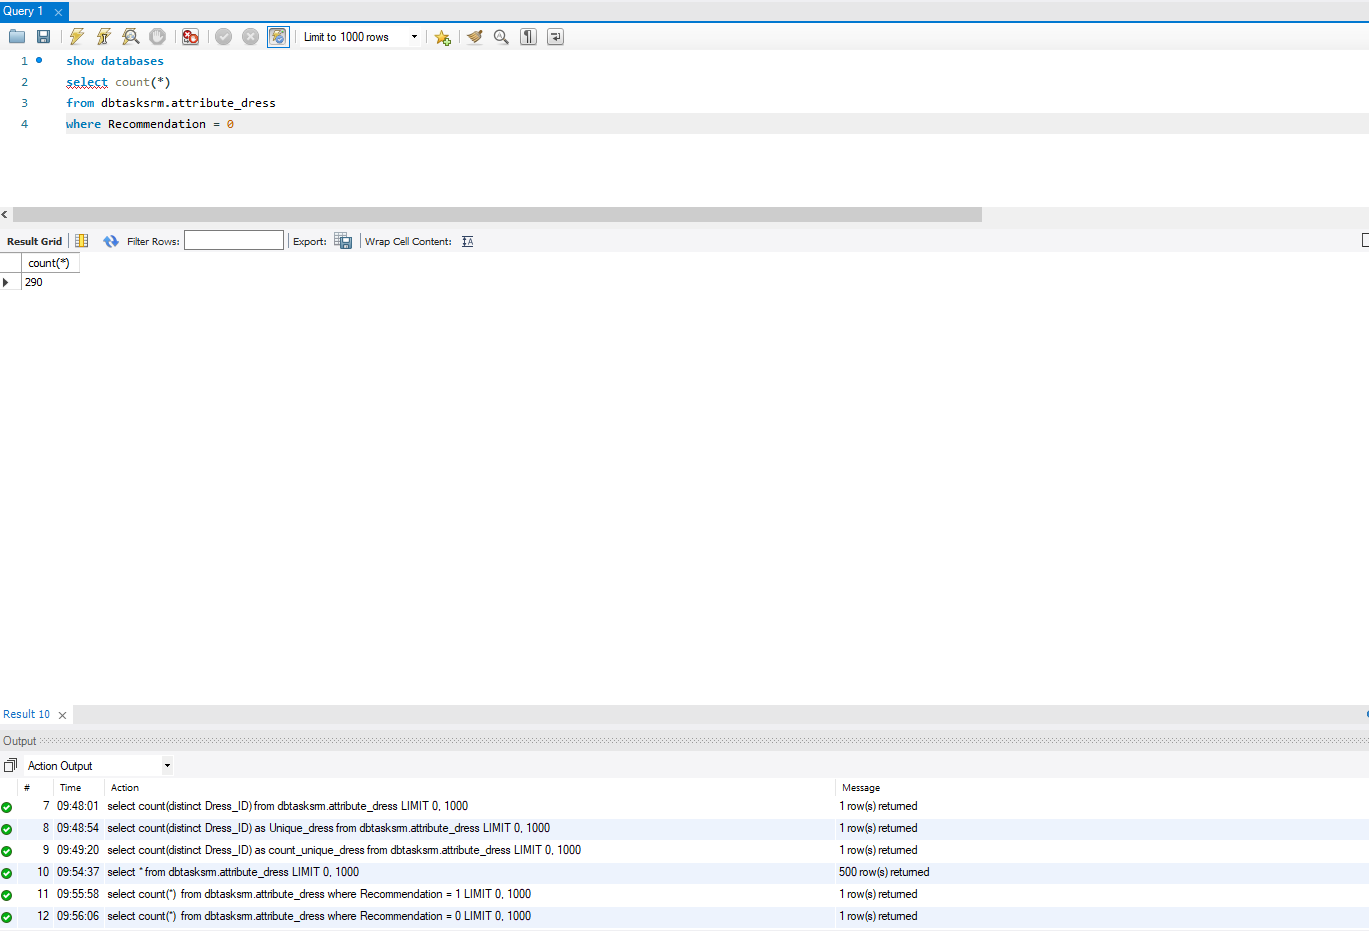 Query 1
Limit to 1000 rows
1 show databases
2 select count(*)
3 from dbtasksrm.attribute_dress
4 where Recommendation = 0
Result Grid Filter Rows: Export: Wrap Cell Content:
count(*)
290
Result 10
Output
Action Output
# Time Action Message
7 09:48:01 select count(distinct Dress_ID) from dbtasksrm.attribute_dress LIMIT 0, 1000 1 row(s) returned
8 09:48:54 select count(distinct Dress_ID) as Unique_dress from dbtasksrm.attribute_dress LIMIT 0, 1000 1 row(s) returned
9 09:49:20 select count(distinct Dress_ID) as count_unique_dress from dbtasksrm.attribute_dress LIMIT 0, 1000 1 row(s) returned
10 09:54:37 select * from dbtasksrm.attribute_dress LIMIT 0, 1000 500 row(s) returned
11 09:55:58 select count(*) from dbtasksrm.attribute_dress where Recommendation = 1 LIMIT 0, 1000 1 row(s) returned
12 09:56:06 select count(*) from dbtasksrm.attribute_dress where Recommendation = 0 LIMIT 0, 1000 1 row(s) returned